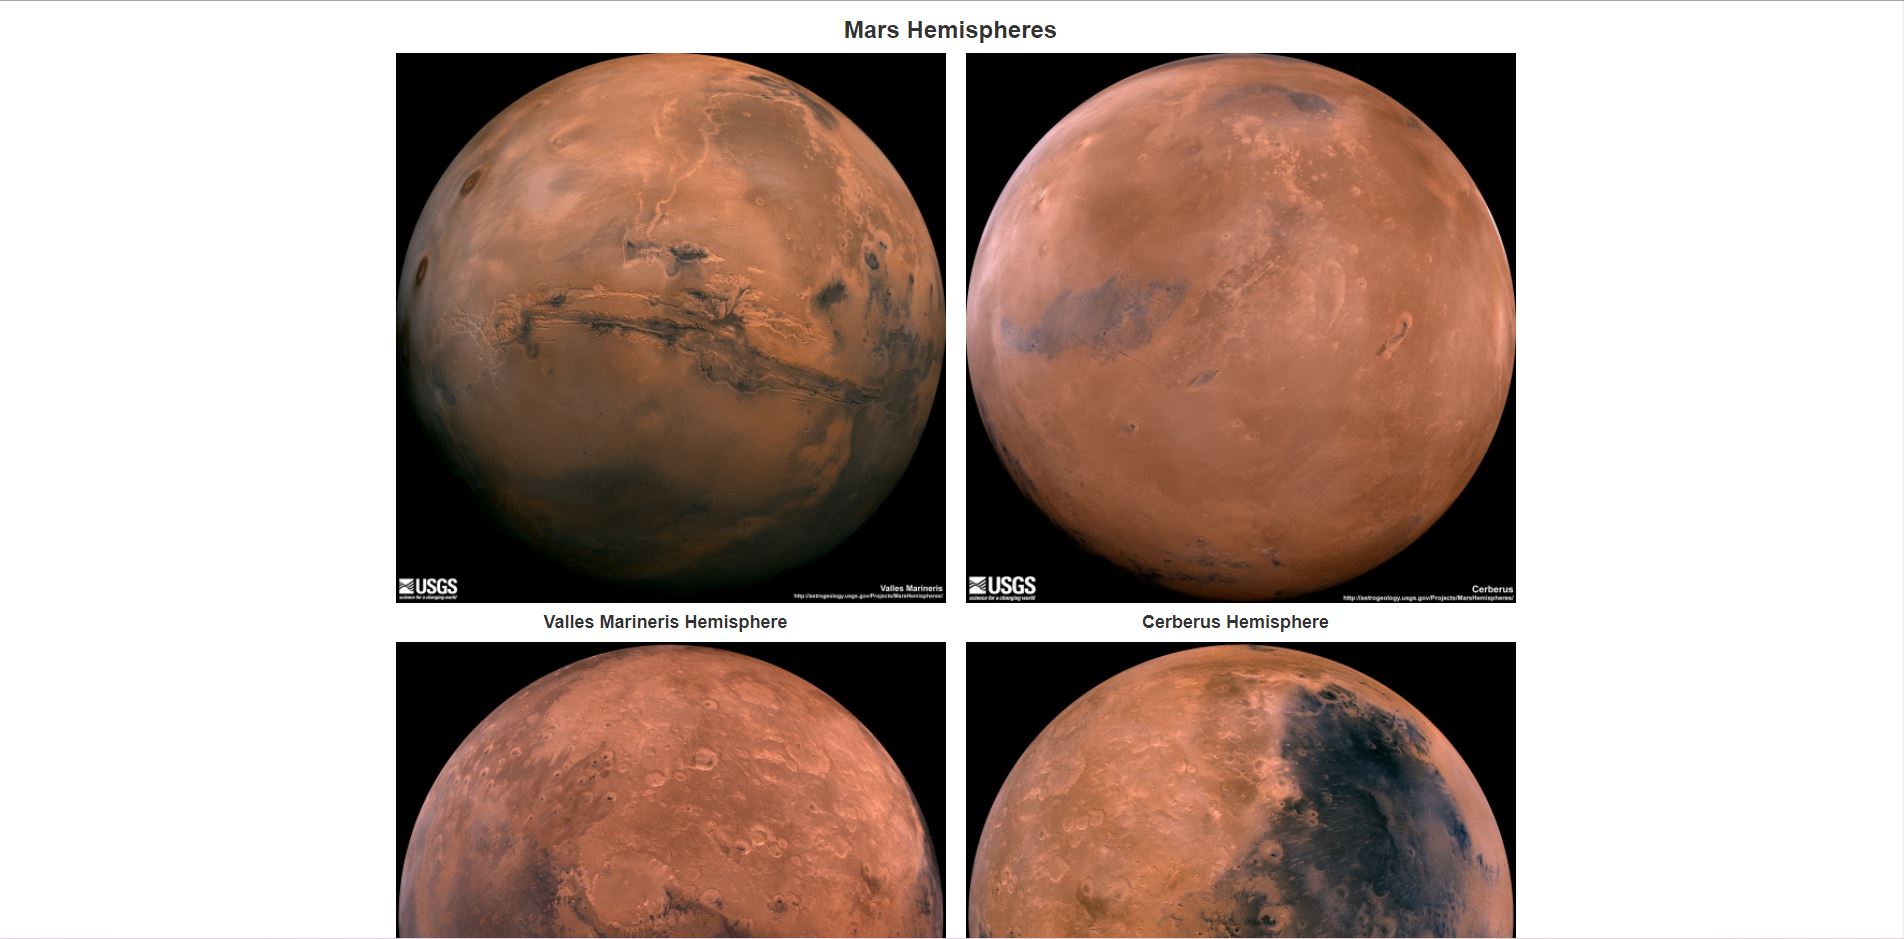 Mars Hemispheres
USGS
science for a changing world
Valles Marineris
http://astrogeology.usgs.gov/Projects/MarsHemispheres/
USGS
science for a changing world
Cerberus
http://astrogeology.usgs.gov/Projects/MarsHemispheres/
Valles Marineris Hemisphere
Cerberus Hemisphere